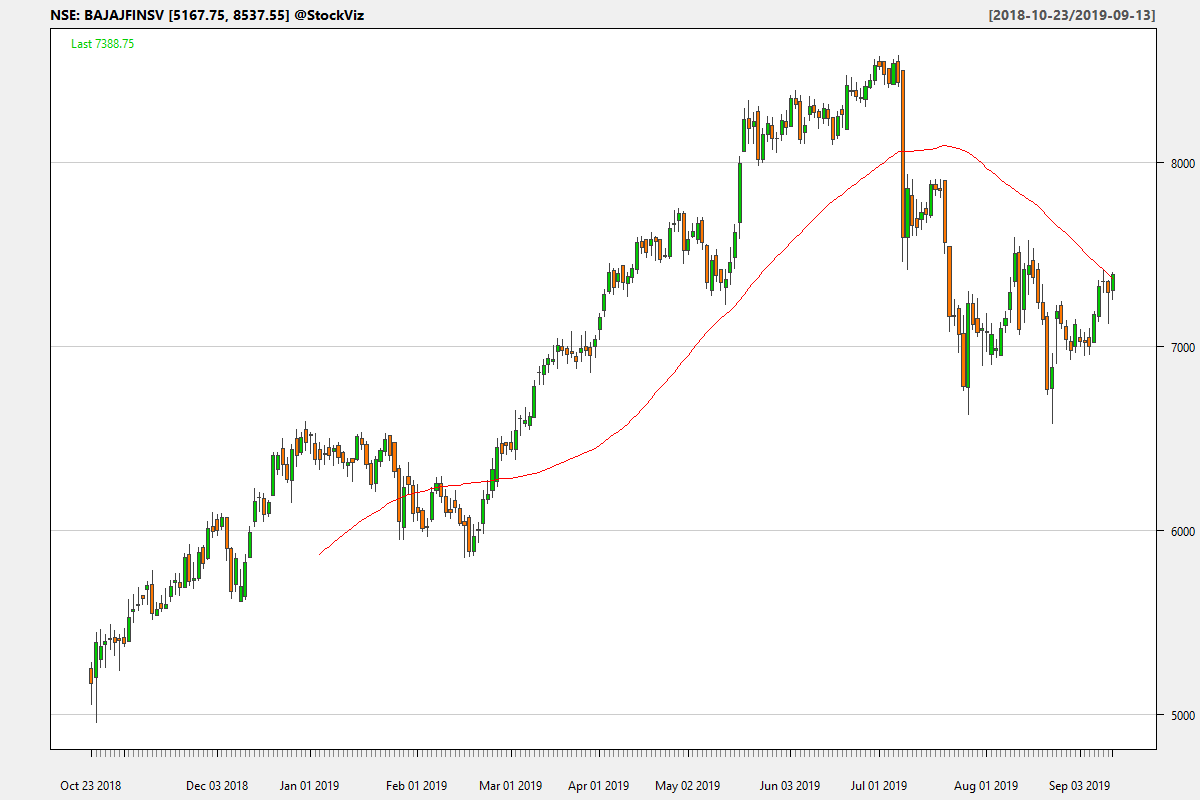 NSE: BAJAJFINSV [5167.75, 8537.55] @StockViz [2018-10-23/2019-09-13]
Last 7388.75
8000
7000
6000
5000
Oct 23 2018 Dec 03 2018 Jan 01 2019 Feb 01 2019 Mar 01 2019 Apr 01 2019 May 02 2019 Jun 03 2019 Jul 01 2019 Aug 01 2019 Sep 03 2019